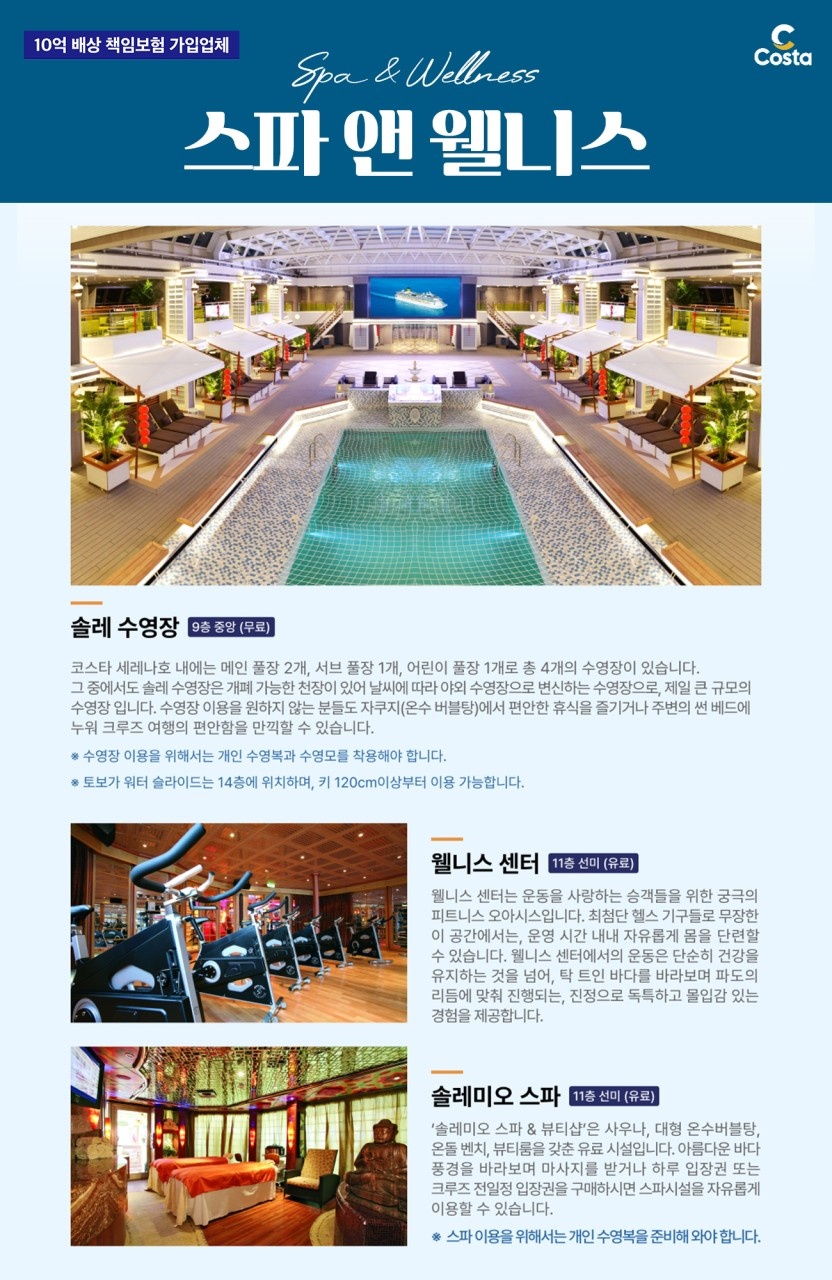 10억 배상 책임보험 가입업체
Costa
Spa & Wellness
스파 앤 웰니스
솔레 수영장 9층 중앙 (무료)
코스타 세레나호 내에는 메인 풀장 2개, 서브 풀장 1개, 어린이 풀장 1개로 총 4개의 수영장이 있습니다.
그 중에서도 솔레 수영장은 개폐 가능한 천장이 있어 날씨에 따라 야외 수영장으로 변신하는 수영장으로, 제일 큰 규모의
수영장 입니다. 수영장 이용을 원하지 않는 분들도 자쿠지(온수 버블탕)에서 편안한 휴식을 즐기거나 주변의 썬 베드에
누워 크루즈 여행의 편안함을 만끽할 수 있습니다.
※ 수영장 이용을 위해서는 개인 수영복과 수영모를 착용해야 합니다.
※ 토보가 워터 슬라이드는 14층에 위치하며, 키 120cm이상부터 이용 가능합니다.
웰니스 센터 11층 선미 (유료)
웰니스 센터는 운동을 사랑하는 승객들을 위한 궁극의
피트니스 오아시스입니다. 최첨단 헬스 기구들로 무장한
이 공간에서는, 운영 시간 내내 자유롭게 몸을 단련할
수 있습니다. 웰니스 센터에서의 운동은 단순히 건강을
유지하는 것을 넘어, 탁 트인 바다를 바라보며 파도의
리듬에 맞춰 진행되는, 진정으로 독특하고 몰입감 있는
경험을 제공합니다.
솔레미오 스파 11층 선미 (유료)
‘솔레미오 스파 & 뷰티샵’은 사우나, 대형 온수버블탕,
온돌 벤치, 뷰티룸을 갖춘 유료 시설입니다. 아름다운 바다
풍경을 바라보며 마사지를 받거나 하루 입장권 또는
크루즈 전일정 입장권을 구매하시면 스파시설을 자유롭게
이용할 수 있습니다.
※ 스파 이용을 위해서는 개인 수영복을 준비해 와야 합니다.